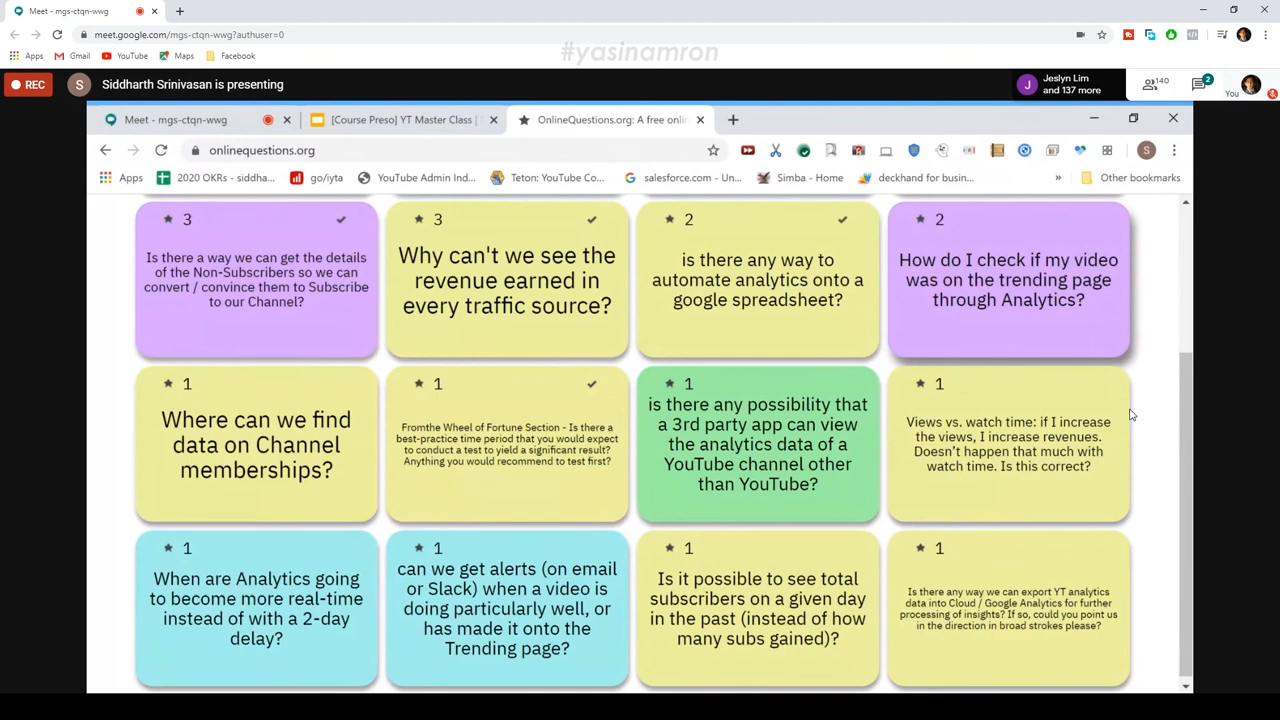 Meet - mgs-ctqn-wwg
meet.google.com/mgs-ctqn-wwg?authuser=0
Apps
Gmail
YouTube
Maps
Facebook
#yasinamron
REC
S
Siddharth Srinivasan is presenting
J
Jeslyn Lim
and 137 more
140
2
You
Meet - mgs-ctqn-wwg
[Course Preso] YT Master Class |
OnlineQuestions.org: A free onlin
onlinequestions.org
S
Apps
2020 OKRs - siddha...
go/iyta
YouTube Admin Ind...
Teton: YouTube Co...
salesforce.com - Un...
Simba - Home
deckhand for busin...
»
Other bookmarks
3
Is there a way we can get the details
of the Non-Subscribers so we can
convert / convince them to Subscribe
to our Channel?
3
Why can't we see the
revenue earned in
every traffic source?
2
is there any way to
automate analytics onto a
google spreadsheet?
2
How do I check if my video
was on the trending page
through Analytics?
1
Where can we find
data on Channel
memberships?
1
Fromthe Wheel of Fortune Section - Is there a
best-practice time period that you would expect
to conduct a test to yield a significant result?
Anything you would recommend to test first?
1
is there any possibility that
a 3rd party app can view
the analytics data of a
YouTube channel other
than YouTube?
1
Views vs. watch time: if I increase
the views, I increase revenues.
Doesn't happen that much with
watch time. Is this correct?
1
When are Analytics going
to become more real-time
instead of with a 2-day
delay?
1
can we get alerts (on email
or Slack) when a video is
doing particularly well, or
has made it onto the
Trending page?
1
Is it possible to see total
subscribers on a given day
in the past (instead of how
many subs gained)?
1
Is there any way we can export YT analytics
data into Cloud / Google Analytics for further
processing of insights? If so, could you point us
in the direction in broad strokes please?